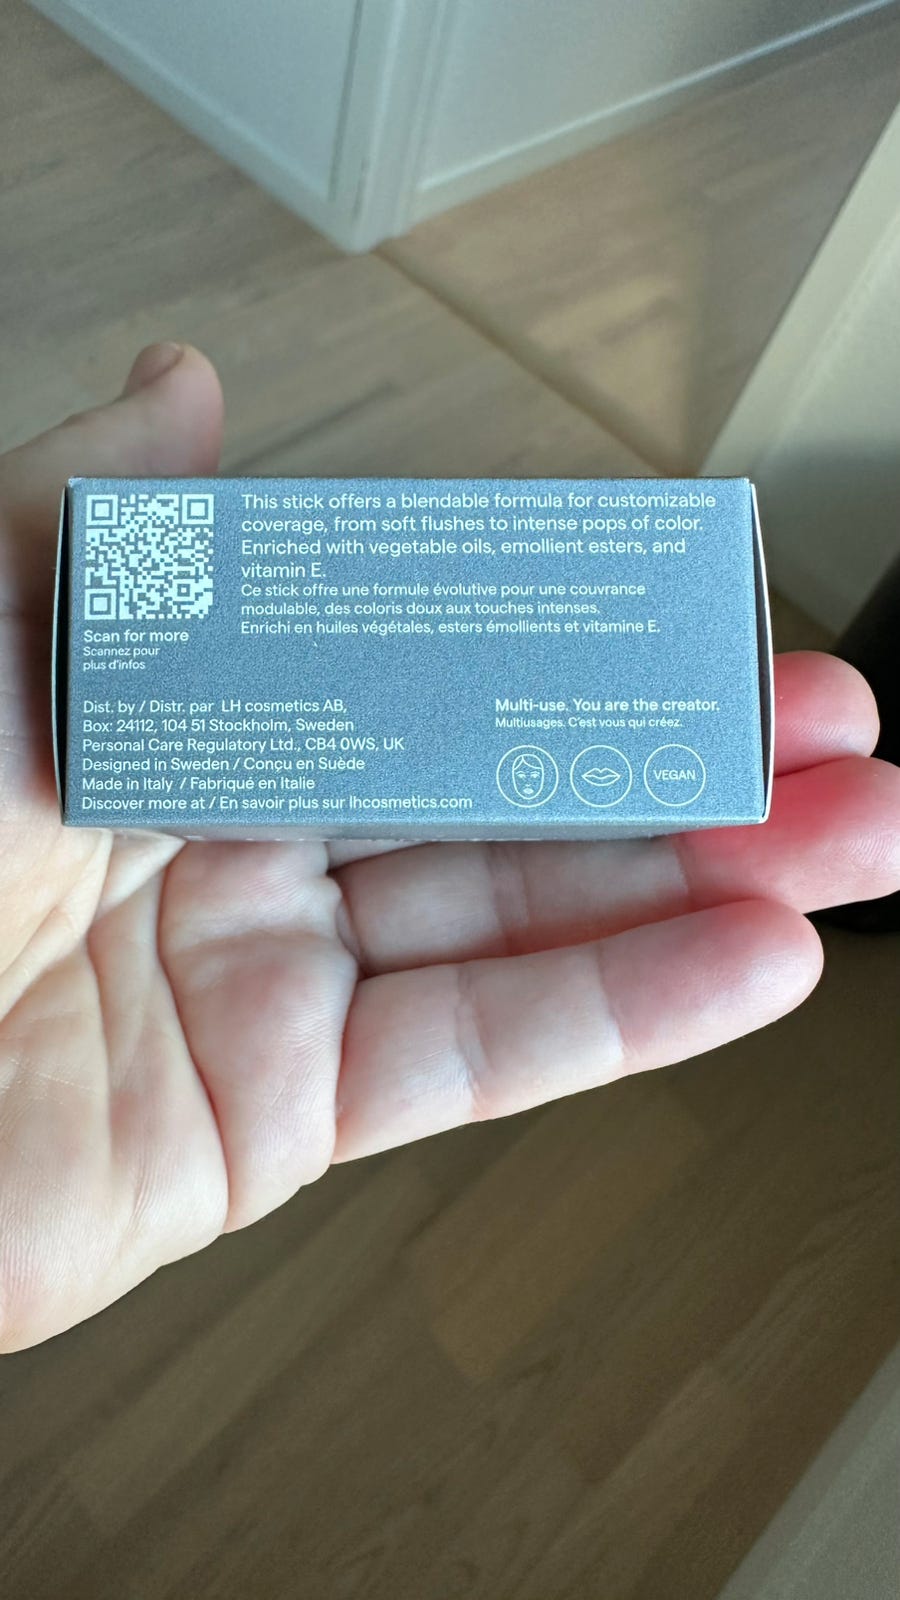 This stick offers a blendable formula for customizable
coverage, from soft flushes to intense pops of color.
Enriched with vegetable oils, emollient esters, and
vitamin E.
Ce stick offre une formule évolutive pour une couvrance
modulable, des coloris doux aux touches intenses.
Enrichi en huiles végétales, esters émollients et vitamine E.
Scan for more
Scannez pour
plus d'infos
Dist. by / Distr. par LH cosmetics AB,
Box: 24112, 104 51 Stockholm, Sweden
Personal Care Regulatory Ltd., CB4 0WS, UK
Designed in Sweden / Conçu en Suède
Made in Italy / Fabriqué en Italie
Discover more at / En savoir plus sur lhcosmetics.com
Multi-use. You are the creator.
Multiusages. C'est vous qui créez.
VEGAN